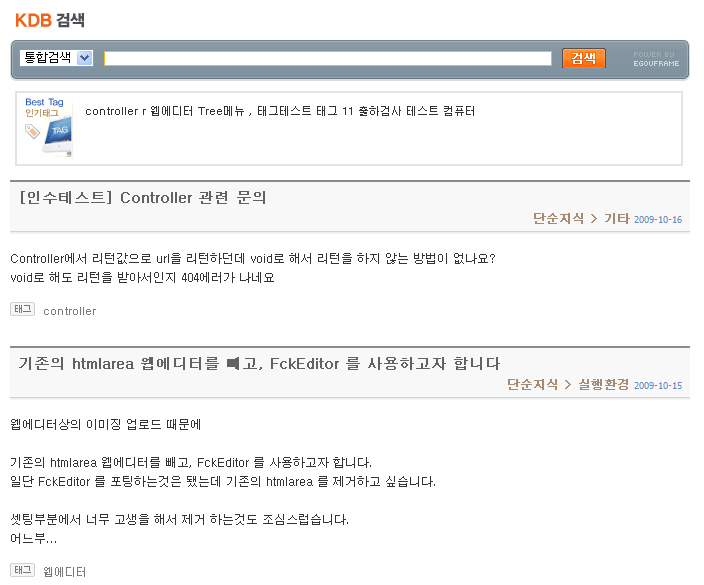 KDB 검색
통합검색
검색
POWER BY
EGOVFRAME
Best Tag
인기태그
TAG
controller r 웹에디터 Tree메뉴 , 태그테스트 태그 11 출하검사 테스트 컴퓨터
[인수테스트] Controller 관련 문의
단순지식 > 기타 2009-10-16
Controller에서 리턴값으로 url을 리턴하던데 void로 해서 리턴을 하지 않는 방법이 없나요?
void로 해도 리턴을 받아서인지 404에러가 나네요
태그 controller
기존의 htmlarea 웹에디터를 빼고, FckEditor 를 사용하고자 합니다
단순지식 > 실행환경 2009-10-15
웹에디터상의 이미징 업로드 때문에
기존의 htmlarea 웹에디터를 빼고, FckEditor 를 사용하고자 합니다.
일단 FckEditor 를 포팅하는것은 됐는데 기존의 htmlarea 를 제거하고 싶습니다.
셋팅부분에서 너무 고생을 해서 제거 하는것도 조심스럽습니다.
어느부...
태그 웹에디터